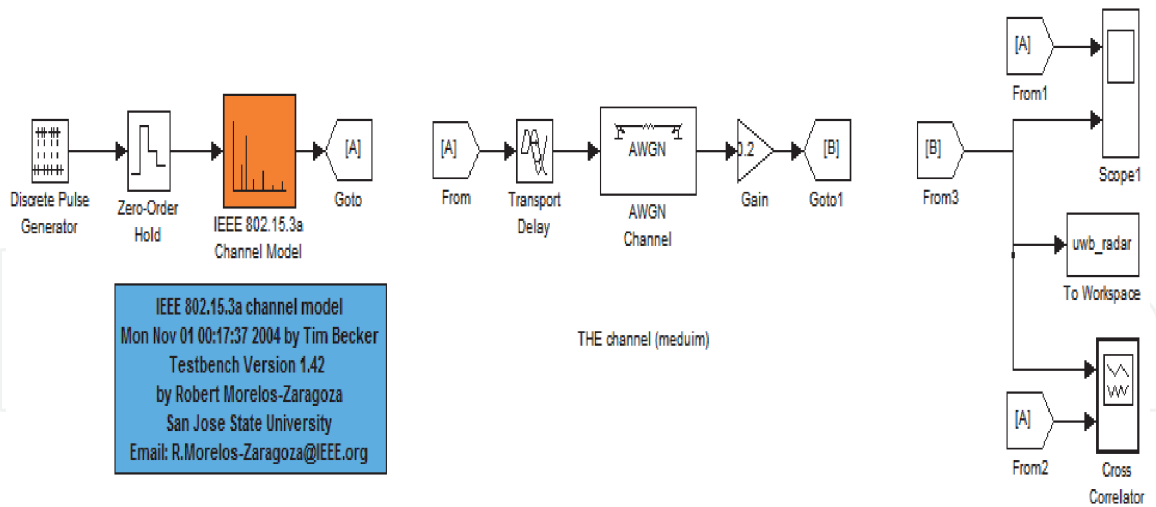 [A]
From1
Scope1
Discrete Pulse
Generator
Zero-Order
Hold
IEEE 802.15.3a
Channel Model
[A]
Goto
[A]
From
Transport
Delay
AWGN
AWGN
Channel
0.2
Gain
[B]
Goto1
[B]
From3
uwb_radar
To Workspace
IEEE 802.15.3a channel model
Mon Nov 01 00:17:37 2004 by Tim Becker
Testbench Version 1.42
by Robert Morelos-Zaragoza
San Jose State University
Email: R.Morelos-Zaragoza@IEEE.org
THE channel (meduim)
[A]
From2
Cross
Correlator